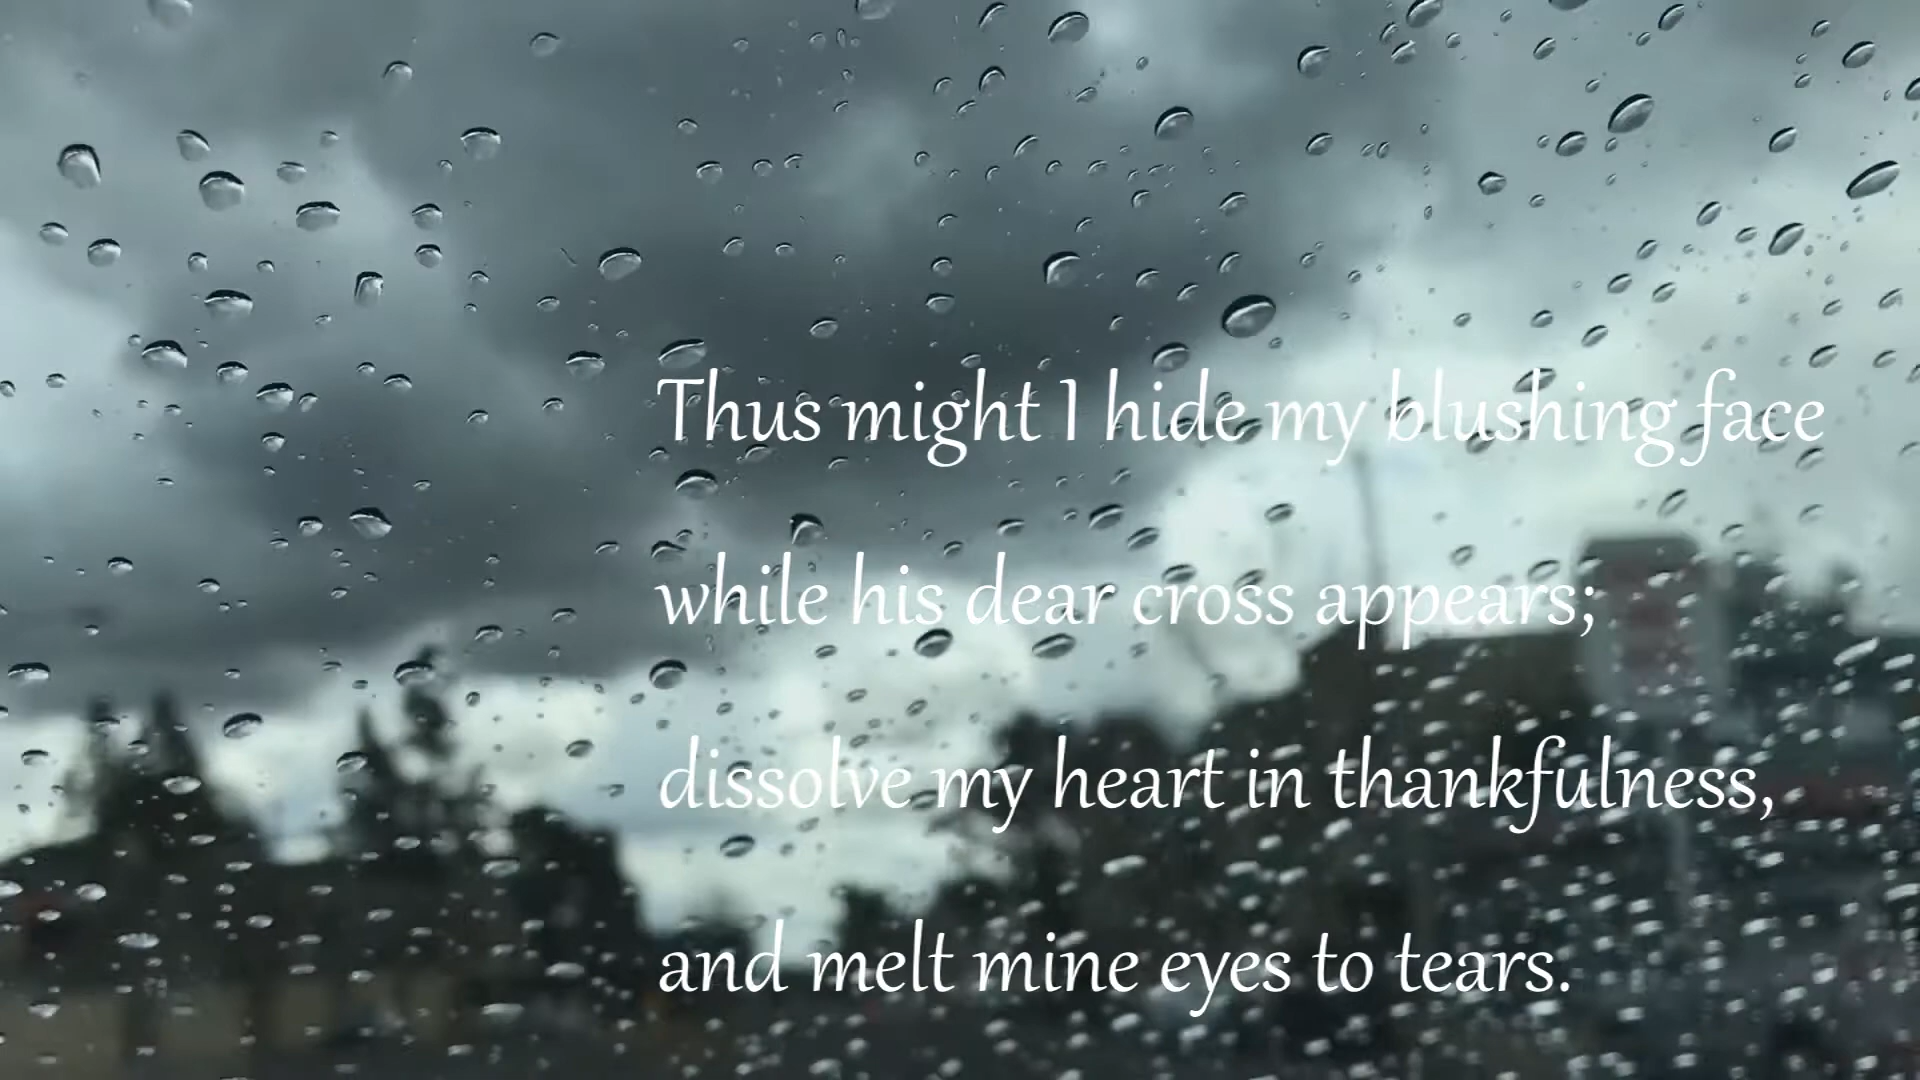 Thus might I hide my blushing face
while his dear cross appears;
dissolve my heart in thankfulness,
and melt mine eyes to tears.